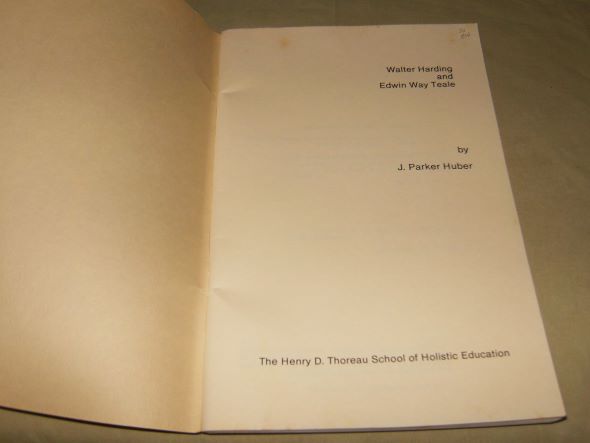 Walter Harding
and
Edwin Way Teale
by
J. Parker Huber
The Henry D. Thoreau School of Holistic Education